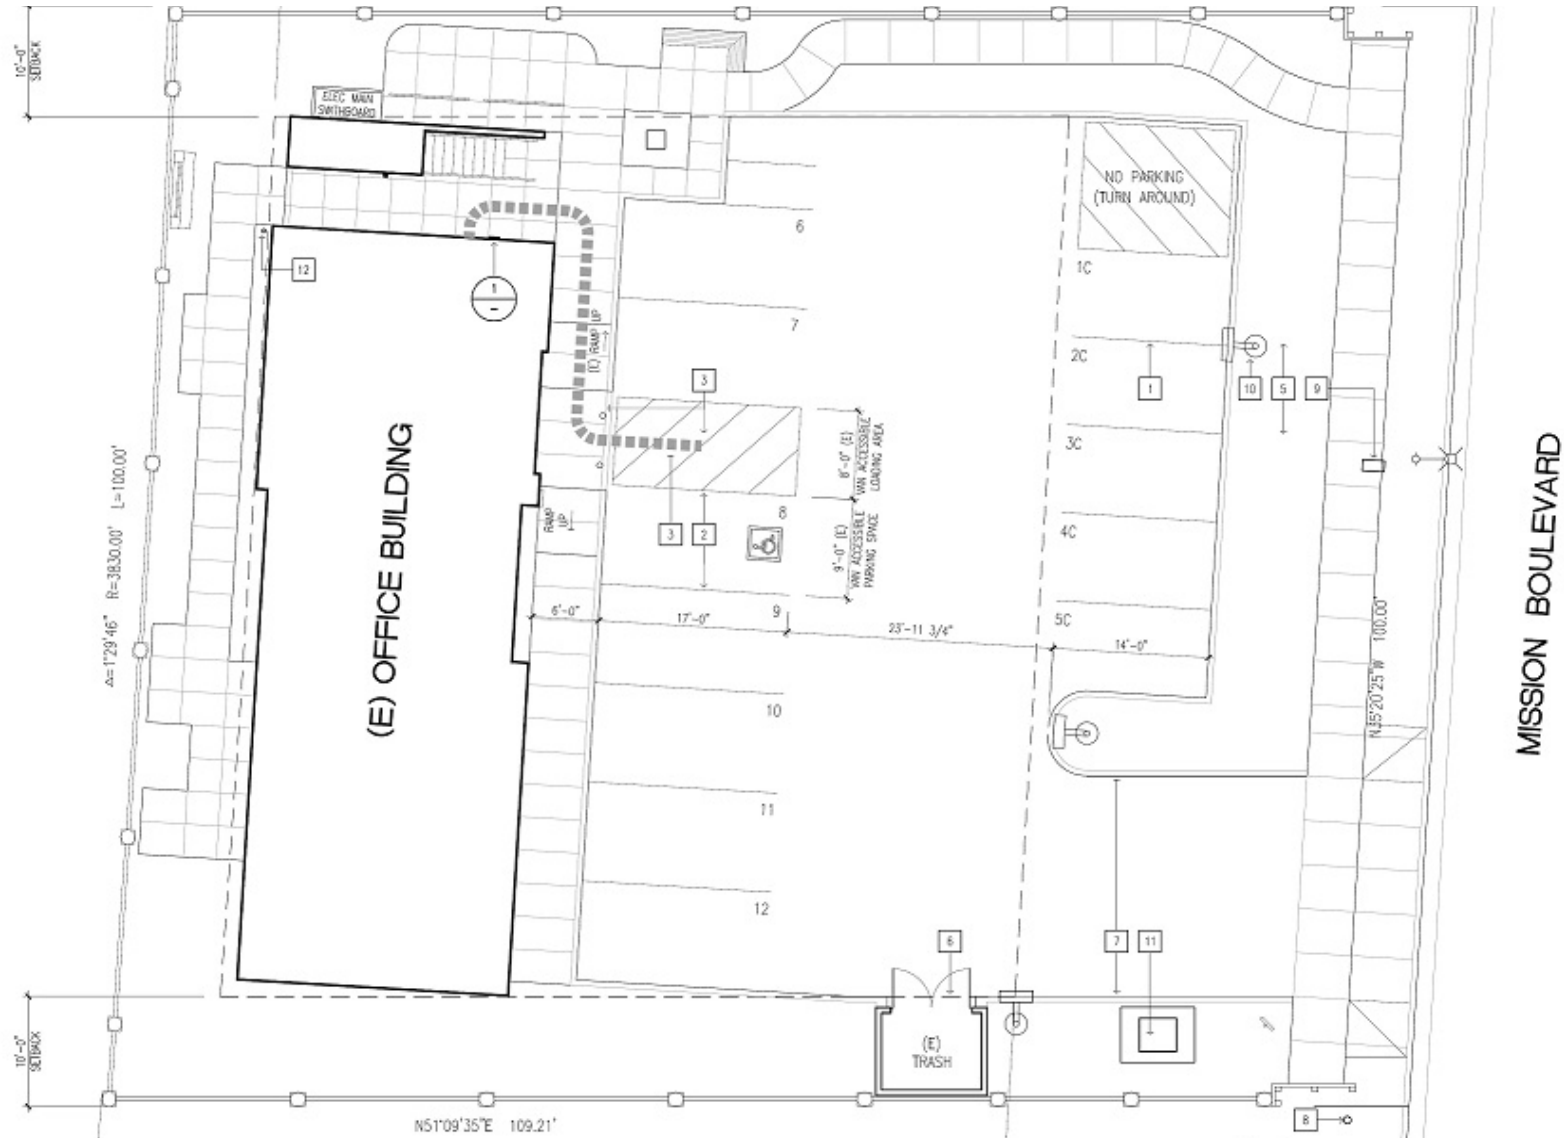 10'-0"
SETBACK
ELEC MAIN
SWTHBOARD
NO PARKING
(TURN AROUND)
6
1C
12
1
-
7
UP
(E) RAMP
2C
3
1
10
5
9
3C
8'-0" (E)
VAN ACCESSIBLE
LOADING AREA
(E) OFFICE BUILDING
Δ=1°29'46" R=3830.00' L=100.00'
MISSION BOULEVARD
RAMP
UP
8
3
2
4C
9'-0" (E)
VAN ACCESSIBLE
PARKING SPACE
6'-0"
17'-0"
9
23'-11 3/4"
5C
14'-0"
N35°20'25"W 100.00'
10
11
12
6
7
11
10'-0"
SETBACK
(E)
TRASH
N51°09'35"E 109.21'
8